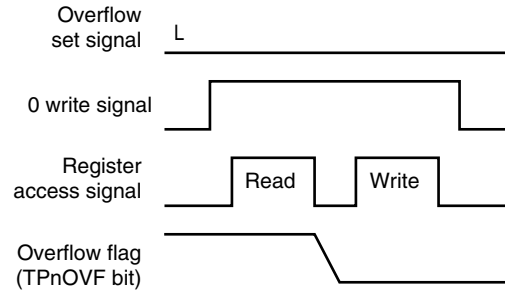 Overflow
set signal
L
0 write signal
Register
access signal
Read
Write
Overflow flag
(TPnOVF bit)